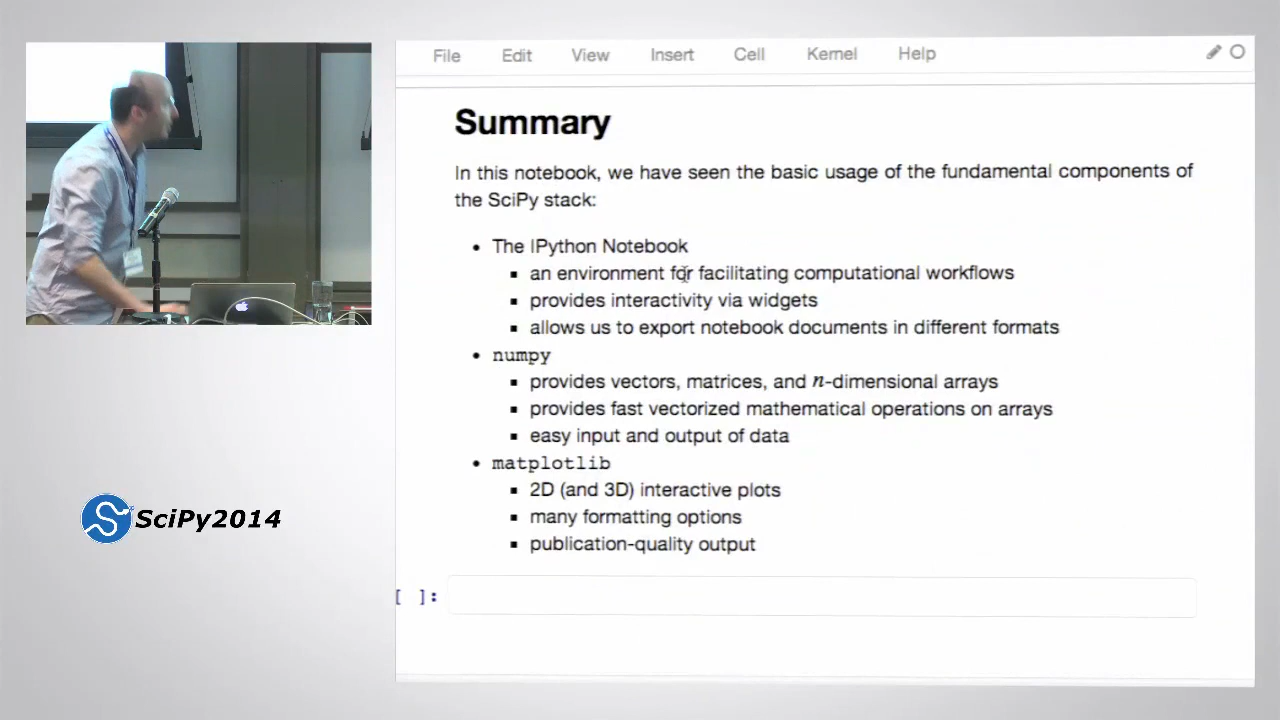 File Edit View Insert Cell Kernel Help
Summary
In this notebook, we have seen the basic usage of the fundamental components of
the SciPy stack:
• The IPython Notebook
▪ an environment for facilitating computational workflows
▪ provides interactivity via widgets
▪ allows us to export notebook documents in different formats
• numpy
▪ provides vectors, matrices, and n-dimensional arrays
▪ provides fast vectorized mathematical operations on arrays
▪ easy input and output of data
• matplotlib
▪ 2D (and 3D) interactive plots
▪ many formatting options
▪ publication-quality output
[ ]:
SciPy2014